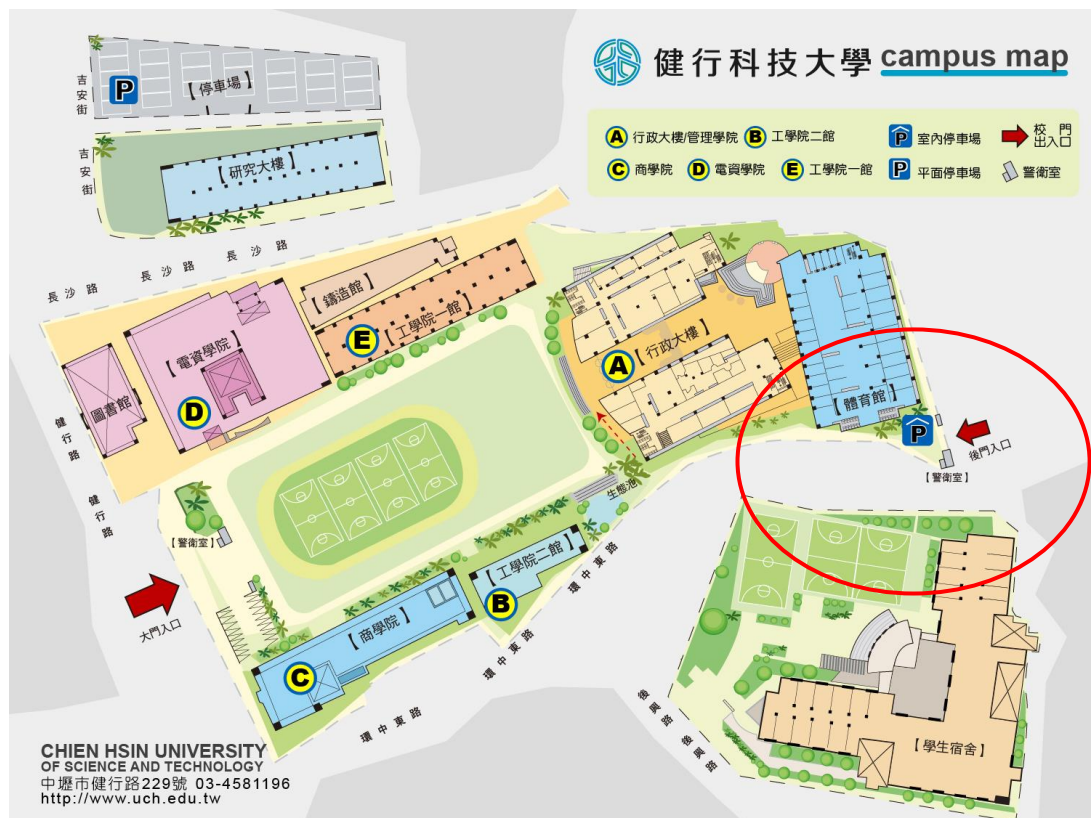 健行科技大學 campus map
A 行政大樓/管理學院 B 工學院二館 P 室內停車場 校門出入口
C 商學院 D 電資學院 E 工學院一館 P 平面停車場 警衛室
吉安街
P
【停車場】
吉安街
【研究大樓】
長沙路 長沙路 長沙路
【鑄造館】
E
【工學院一館】
【電資學院】
D
圖書館
健行路
健行路
A
【行政大樓】
【體育館】
P
後門入口
【警衛室】
生態池
【警衛室】
大門入口
【工學院二館】
B
【商學院】
C
環中東路
環中東路
環中東路
後興路
後興路
【學生宿舍】
CHIEN HSIN UNIVERSITY
OF SCIENCE AND TECHNOLOGY
中壢市健行路229號 03-4581196
http://www.uch.edu.tw